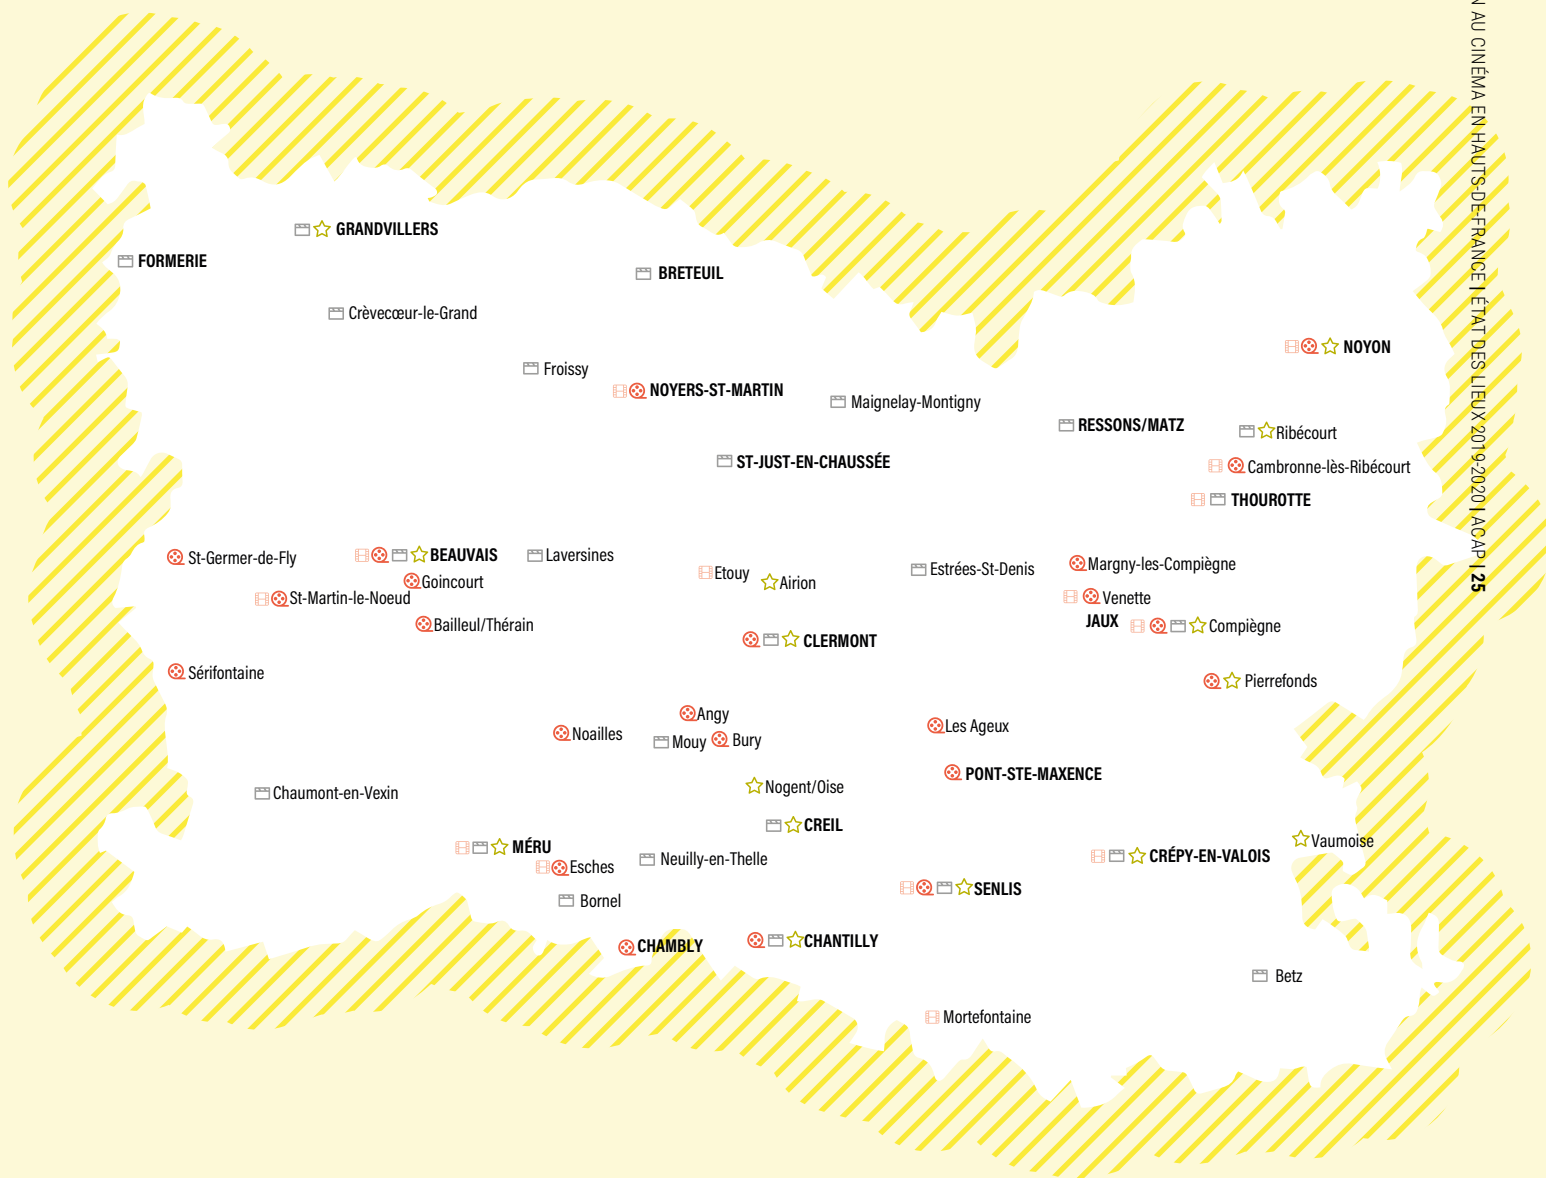 N AU CINÉMA EN HAUTS-DE-FRANCE | ÉTAT DES LIEUX 2019-2020 | ACAP | 25
GRANDVILLERS
FORMERIE
BRETEUIL
Crèvecœur-le-Grand
NOYON
Froissy
NOYERS-ST-MARTIN
Maignelay-Montigny
RESSONS/MATZ
Ribécourt
ST-JUST-EN-CHAUSSÉE
Cambronne-lès-Ribécourt
THOUROTTE
St-Germer-de-Fly
BEAUVAIS
Laversines
Etouy
Airion
Estrées-St-Denis
Margny-les-Compiègne
Goincourt
St-Martin-le-Noeud
Venette
Bailleul/Thérain
JAUX
Compiègne
CLERMONT
Sérifontaine
Pierrefonds
Angy
Noailles
Mouy
Bury
Les Ageux
PONT-STE-MAXENCE
Nogent/Oise
Chaumont-en-Vexin
CREIL
Vaumoise
MÉRU
Neuilly-en-Thelle
CRÉPY-EN-VALOIS
Esches
SENLIS
Bornel
CHAMBLY
CHANTILLY
Betz
Mortefontaine